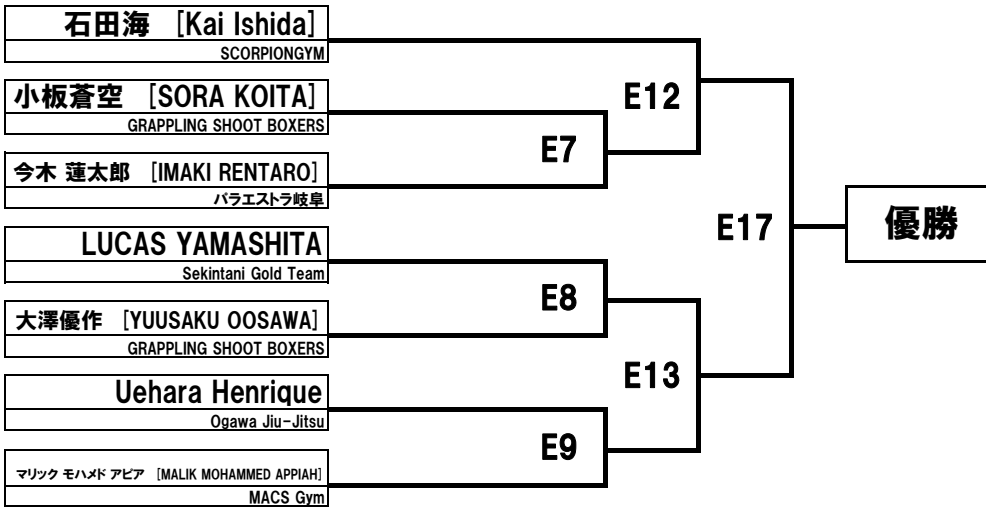 石田海 [Kai Ishida]
SCORPIONGYM
小板蒼空 [SORA KOITA]
GRAPPLING SHOOT BOXERS
今木 蓮太郎 [IMAKI RENTARO]
パラエストラ岐阜
LUCAS YAMASHITA
Sekintani Gold Team
大澤優作 [YUUSAKU OOSAWA]
GRAPPLING SHOOT BOXERS
Uehara Henrique
Ogawa Jiu-Jitsu
マリック モハメド アピア [MALIK MOHAMMED APPIAH]
MACS Gym
E7
E8
E9
E12
E13
E17
優勝